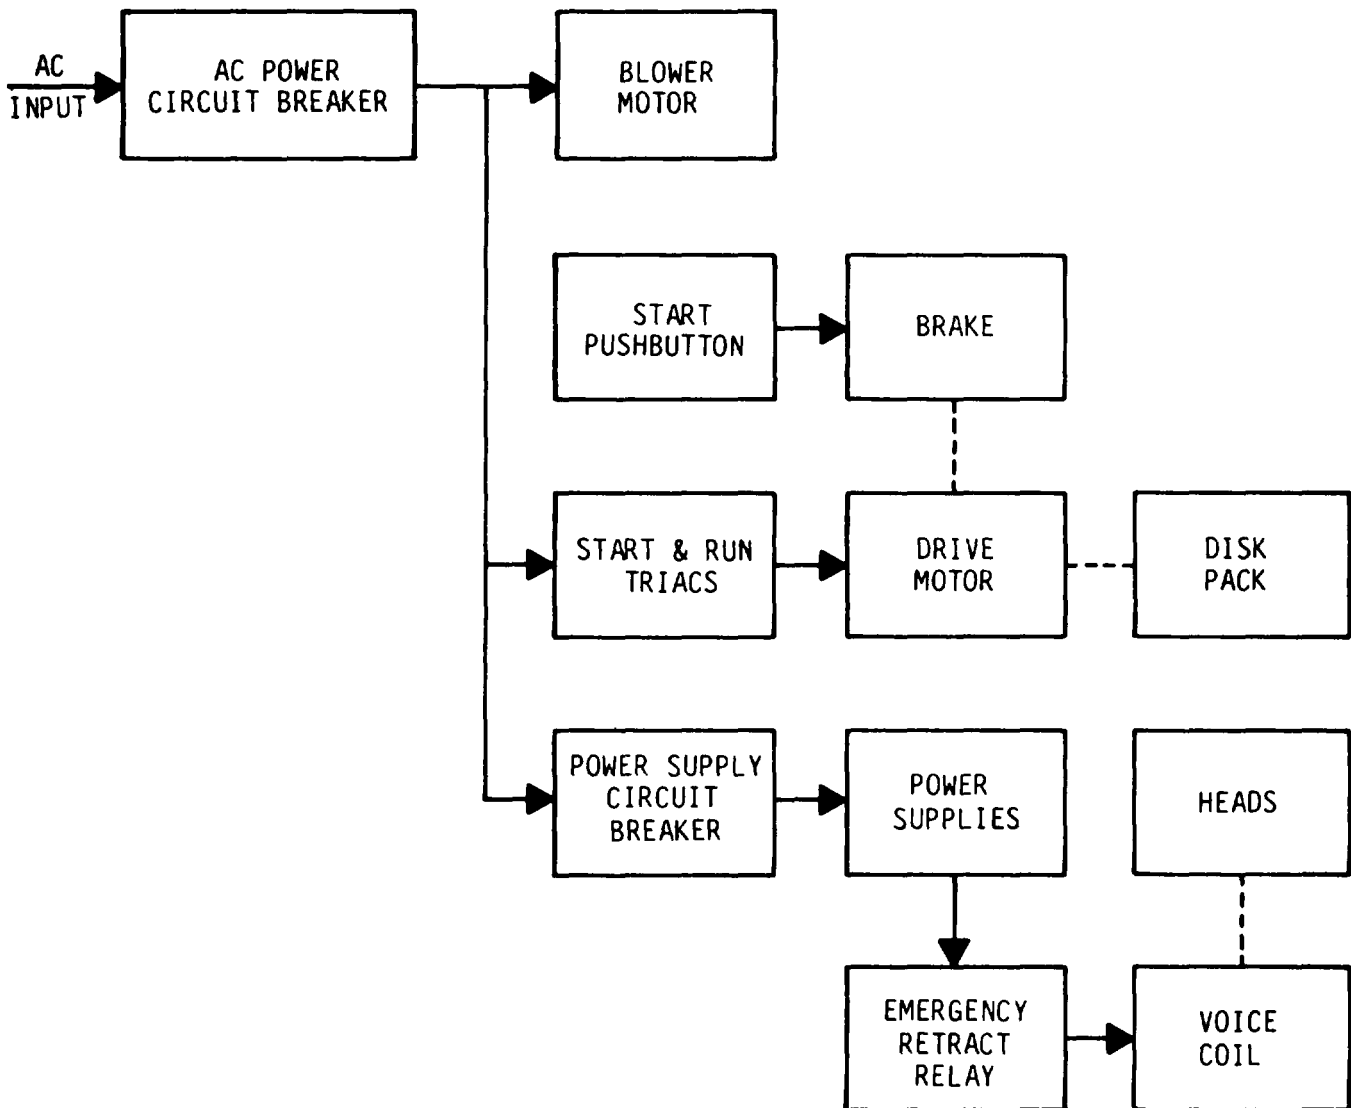 AC
INPUT
AC POWER
CIRCUIT BREAKER
BLOWER
MOTOR
START
PUSHBUTTON
BRAKE
START & RUN
TRIACS
DRIVE
MOTOR
DISK
PACK
POWER SUPPLY
CIRCUIT
BREAKER
POWER
SUPPLIES
HEADS
EMERGENCY
RETRACT
RELAY
VOICE
COIL